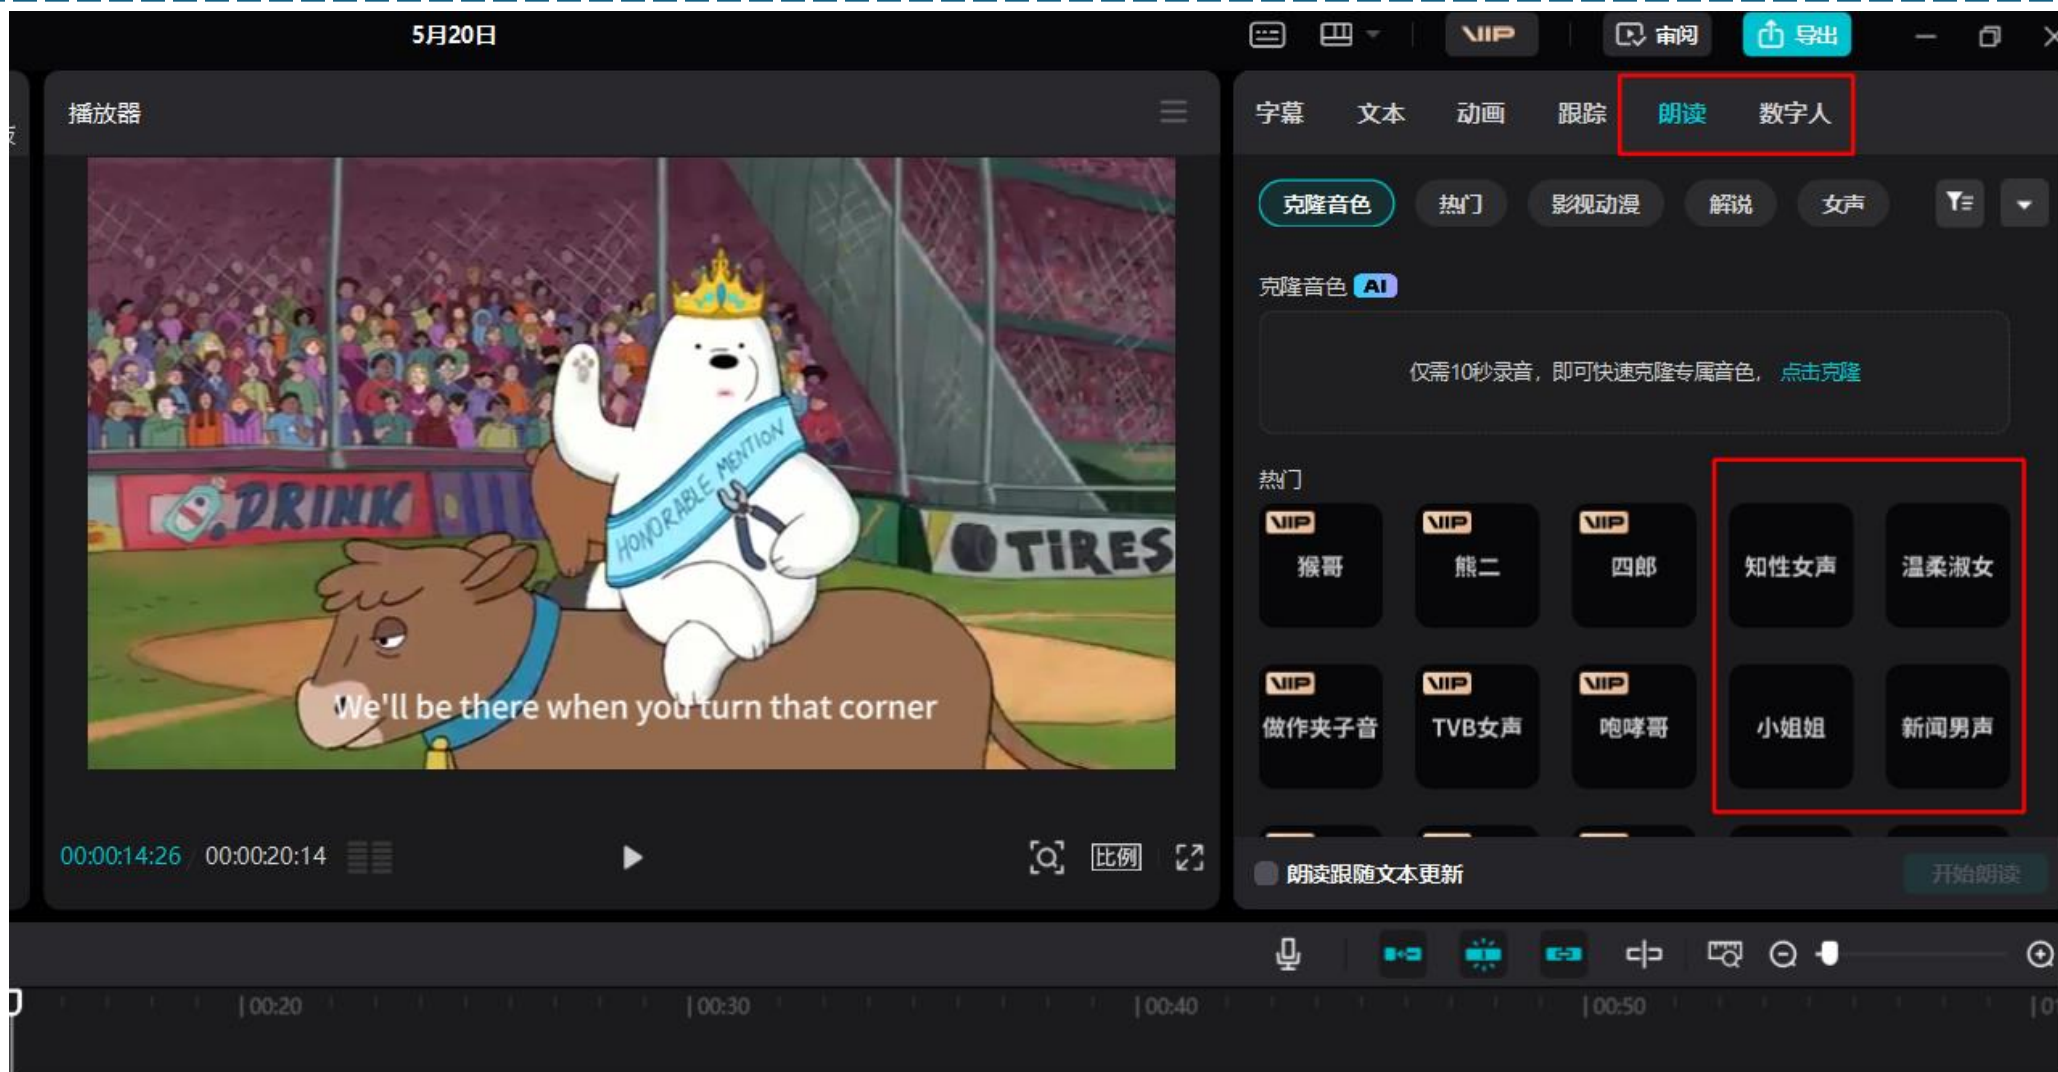 5月20日
VIP
审阅
导出
播放器
字幕 文本 动画 跟踪 朗读 数字人
克隆音色 热门 影视动漫 解说 女声
克隆音色 AI
仅需10秒录音，即可快速克隆专属音色，点击克隆
热门
VIP VIP VIP
猴哥 熊二 四郎 知性女声 温柔淑女
VIP VIP VIP
做作夹子音 TVB女声 咆哮哥 小姐姐 新闻男声
DRINK
HONORABLE MENTION
TIRES
We'll be there when you turn that corner
00:00:14:26 / 00:00:20:14
比例
朗读跟随文本更新
开始朗读
00:20 00:30 00:40 00:50